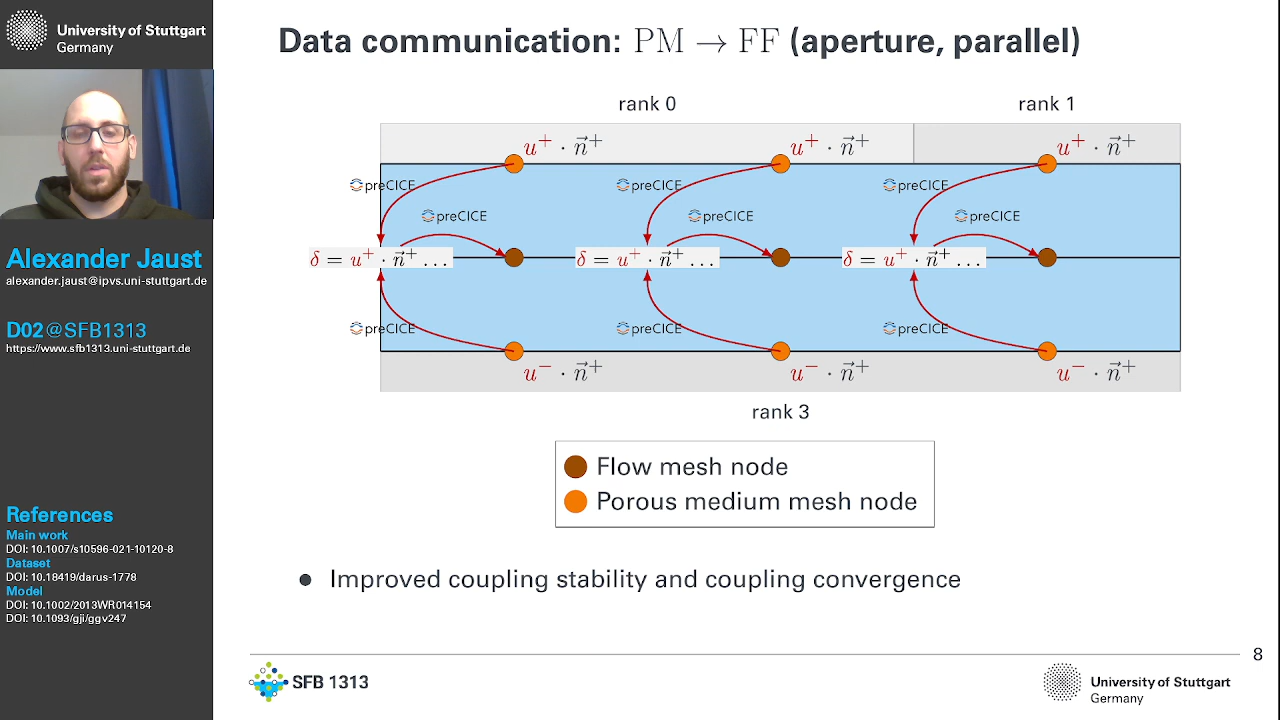 University of Stuttgart
Germany
Alexander Jaust
alexander.jaust@ipvs.uni-stuttgart.de
D02@SFB1313
https://www.sfb1313.uni-stuttgart.de
References
Main work
DOI: 10.1007/s10596-021-10120-8
Dataset
DOI: 10.18419/darus-1778
Model
DOI: 10.1002/2013WR014154
DOI: 10.1093/gji/ggv247
Data communication: PM → FF (aperture, parallel)
rank 0 rank 1
u⁺ · n⃗⁺ u⁺ · n⃗⁺ u⁺ · n⃗⁺
preCICE preCICE preCICE
preCICE preCICE preCICE
δ = u⁺ · n⃗⁺ … δ = u⁺ · n⃗⁺ … δ = u⁺ · n⃗⁺ …
preCICE preCICE preCICE
u⁻ · n⃗⁺ u⁻ · n⃗⁺ u⁻ · n⃗⁺
rank 3
Flow mesh node
Porous medium mesh node
● Improved coupling stability and coupling convergence
8
SFB 1313
University of Stuttgart
Germany